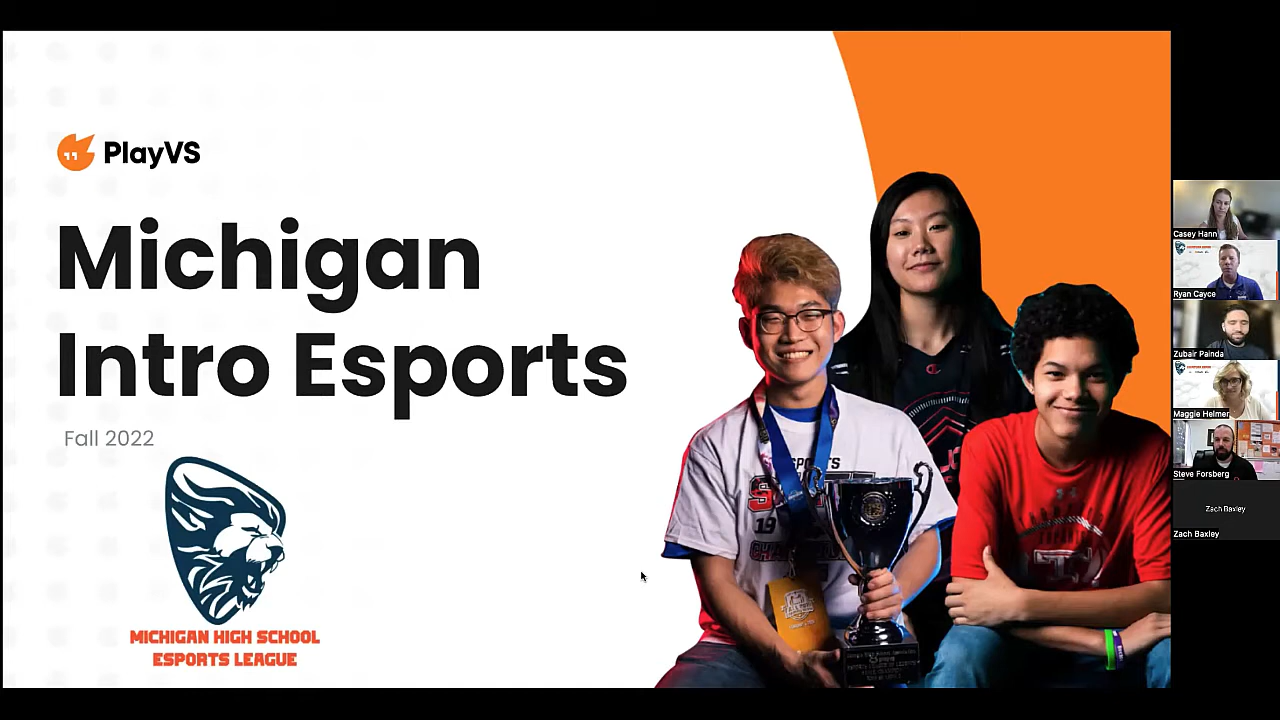 PlayVS
Michigan
Intro Esports
Fall 2022
MICHIGAN HIGH SCHOOL
ESPORTS LEAGUE
Casey Hann
Ryan Cayce
Zubair Painda
Maggie Helmer
Steve Forsberg
Zach Baxley
Zach Baxley